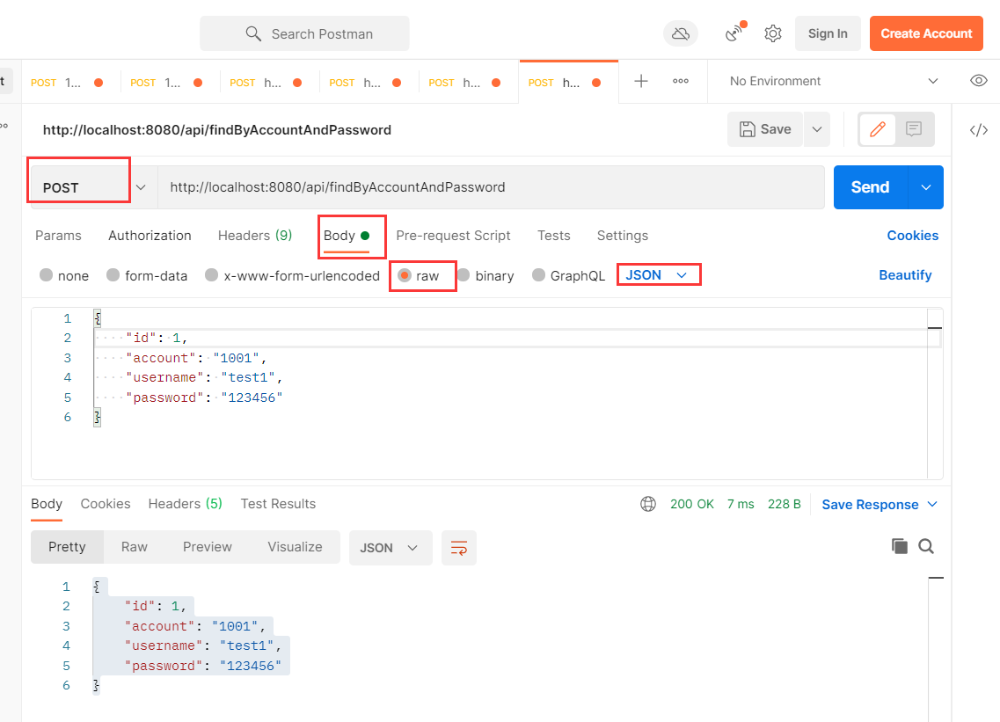 Search Postman
Sign In
Create Account
t
POST 1...
POST 1...
POST h...
POST h...
POST h...
POST h...
No Environment
http://localhost:8080/api/findByAccountAndPassword
Save
POST
http://localhost:8080/api/findByAccountAndPassword
Send
Params Authorization Headers (9) Body Pre-request Script Tests Settings Cookies
none form-data x-www-form-urlencoded raw binary GraphQL JSON Beautify
1 {
2 "id": 1,
3 "account": "1001",
4 "username": "test1",
5 "password": "123456"
6 }
Body Cookies Headers (5) Test Results 200 OK 7 ms 228 B Save Response
Pretty Raw Preview Visualize JSON
1 {
2 "id": 1,
3 "account": "1001",
4 "username": "test1",
5 "password": "123456"
6 }